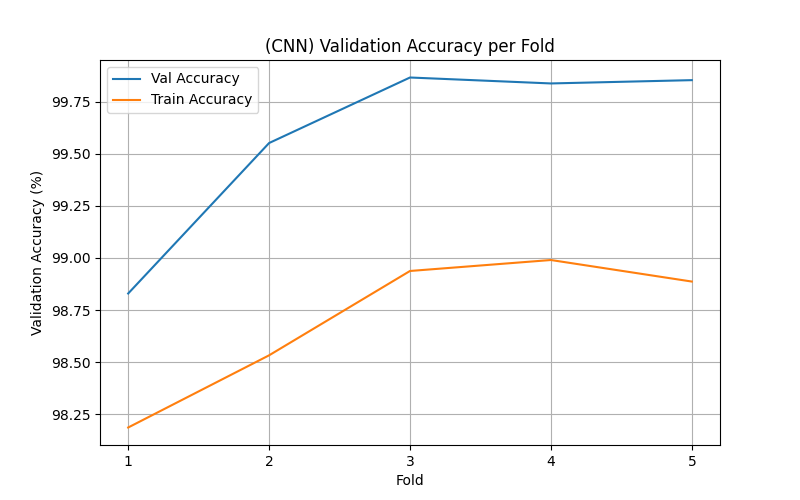 (CNN) Validation Accuracy per Fold
Val Accuracy
Train Accuracy
Validation Accuracy (%)
99.75
99.50
99.25
99.00
98.75
98.50
98.25
1 2 3 4 5
Fold